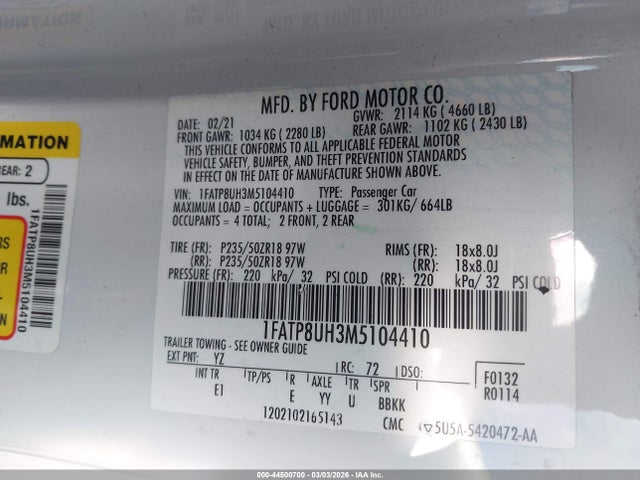 MFD. BY FORD MOTOR CO.
DATE: 02/21 GVWR: 2114 KG ( 4660 LB)
FRONT GAWR: 1034 KG ( 2280 LB) REAR GAWR: 1102 KG ( 2430 LB)
THIS VEHICLE CONFORMS TO ALL APPLICABLE FEDERAL MOTOR
VEHICLE SAFETY, BUMPER, AND THEFT PREVENTION STANDARDS
IN EFFECT ON THE DATE OF MANUFACTURE SHOWN ABOVE.
VIN: 1FATP8UH3M5104410 TYPE: Passenger Car
MAXIMUM LOAD = OCCUPANTS + LUGGAGE = 301KG/ 664LB
OCCUPANTS = 4 TOTAL; 2 FRONT, 2 REAR
TIRE (FR): P235/50ZR18 97W RIMS (FR): 18x8.0J
(RR): P235/50ZR18 97W (RR): 18x8.0J
PRESSURE (FR): 220 kPa/ 32 PSI COLD (RR): 220 kPa/ 32 PSI COLD
1FATP8UH3M5104410
TRAILER TOWING - SEE OWNER GUIDE
EXT PNT: YZ RC: 72 DSO:
INT TR TP/PS R AXLE TR SPR
E1 E YY U BBKK
F0132
R0114
1202102165143 CMC 5U5A-5420472-AA
MATION
REAR: 2
lbs.
RS
ER
ON
1FATP8UH3M5104410
000-44500700 - 03/03/2026 - IAA Inc.